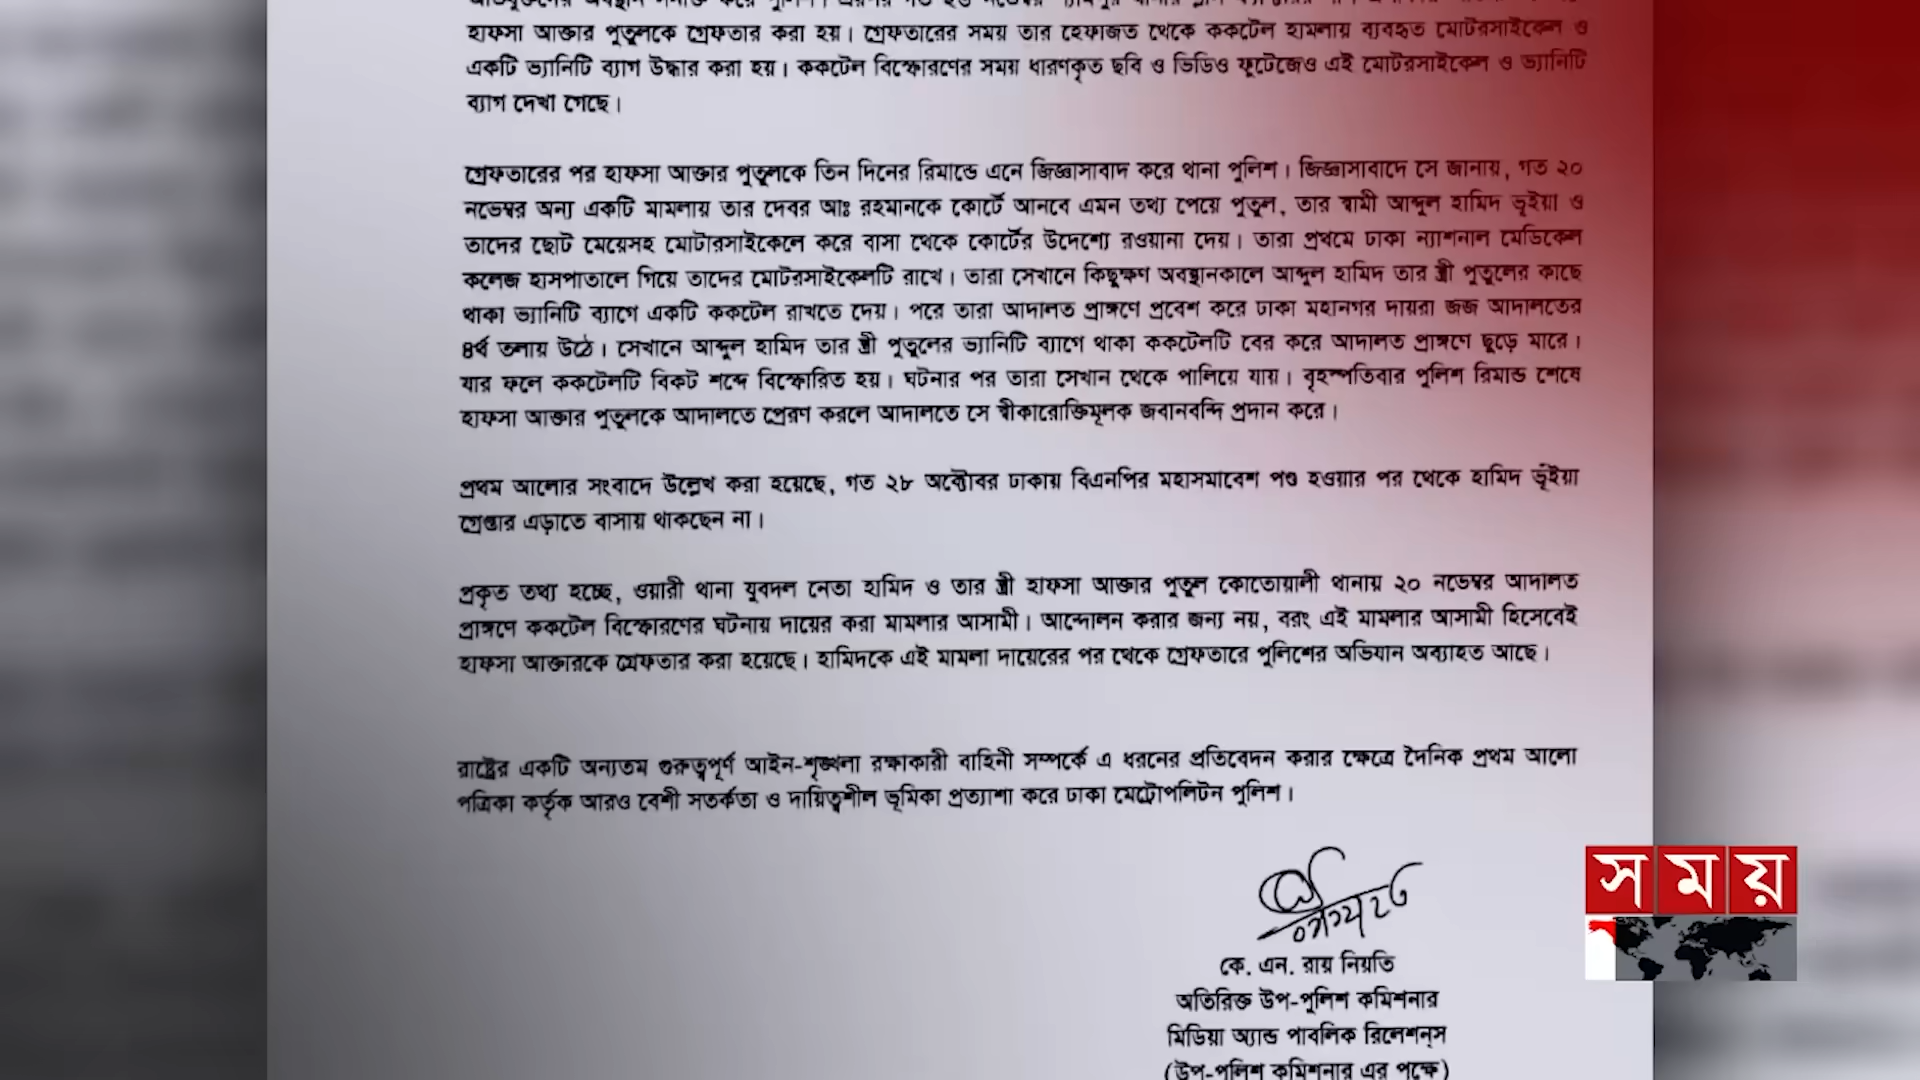 হাফসা আক্তার পুতুলকে গ্রেফতার করা হয়। গ্রেফতারের সময় তার হেফাজত থেকে ককটেল হামলায় ব্যবহৃত মোটরসাইকেল ও
একটি ভ্যানিটি ব্যাগ উদ্ধার করা হয়। ককটেল বিস্ফোরণের সময় ধারণকৃত ছবি ও ভিডিও ফুটেজেও এই মোটরসাইকেল ও ভ্যানিটি
ব্যাগ দেখা গেছে।
গ্রেফতারের পর হাফসা আক্তার পুতুলকে তিন দিনের রিমান্ডে এনে জিজ্ঞাসাবাদ করে থানা পুলিশ। জিজ্ঞাসাবাদে সে জানায়, গত ২০
নভেম্বর অন্য একটি মামলায় তার দেবর আঃ রহমানকে কোর্টে আনবে এমন তথ্য পেয়ে পুতুল, তার স্বামী আব্দুল হামিদ ভূইয়া ও
তাদের ছোট মেয়েসহ মোটারসাইকেলে করে বাসা থেকে কোর্টের উদেশ্যে রওয়ানা দেয়। তারা প্রথমে ঢাকা ন্যাশনাল মেডিকেল
কলেজ হাসপাতালে গিয়ে তাদের মোটরসাইকেলটি রাখে। তারা সেখানে কিছুক্ষণ অবস্থানকালে আব্দুল হামিদ তার স্ত্রী পুতুলের কাছে
থাকা ভ্যানিটি ব্যাগে একটি ককটেল রাখতে দেয়। পরে তারা আদালত প্রাঙ্গণে প্রবেশ করে ঢাকা মহানগর দায়রা জজ আদালতের
৪র্থ তলায় উঠে। সেখানে আব্দুল হামিদ তার স্ত্রী পুতুলের ভ্যানিটি ব্যাগে থাকা ককটেলটি বের করে আদালত প্রাঙ্গণে ছুড়ে মারে।
যার ফলে ককটেলটি বিকট শব্দে বিস্ফোরিত হয়। ঘটনার পর তারা সেখান থেকে পালিয়ে যায়। বৃহস্পতিবার পুলিশ রিমান্ড শেষে
হাফসা আক্তার পুতুলকে আদালতে প্রেরণ করলে আদালতে সে স্বীকারোক্তিমূলক জবানবন্দি প্রদান করে।
প্রথম আলোর সংবাদে উল্লেখ করা হয়েছে, গত ২৮ অক্টোবর ঢাকায় বিএনপির মহাসমাবেশ পণ্ড হওয়ার পর থেকে হামিদ ভূঁইয়া
গ্রেপ্তার এড়াতে বাসায় থাকছেন না।
প্রকৃত তথ্য হচ্ছে, ওয়ারী থানা যুবদল নেতা হামিদ ও তার স্ত্রী হাফসা আক্তার পুতুল কোতোয়ালী থানায় ২০ নভেম্বর আদালত
প্রাঙ্গণে ককটেল বিস্ফোরণের ঘটনায় দায়ের করা মামলার আসামী। আন্দোলন করার জন্য নয়, বরং এই মামলার আসামী হিসেবেই
হাফসা আক্তারকে গ্রেফতার করা হয়েছে। হামিদকে এই মামলা দায়েরের পর থেকে গ্রেফতারে পুলিশের অভিযান অব্যাহত আছে।
রাষ্ট্রের একটি অন্যতম গুরুত্বপূর্ণ আইন-শৃঙ্খলা রক্ষাকারী বাহিনী সম্পর্কে এ ধরনের প্রতিবেদন করার ক্ষেত্রে দৈনিক প্রথম আলো
পত্রিকা কর্তৃক আরও বেশী সতর্কতা ও দায়িত্বশীল ভূমিকা প্রত্যাশা করে ঢাকা মেট্রোপলিটন পুলিশ।
কে. এন. রায় নিয়তি
অতিরিক্ত উপ-পুলিশ কমিশনার
মিডিয়া অ্যান্ড পাবলিক রিলেশন্স
(উপ-পুলিশ কমিশনার এর পক্ষে)
সময়